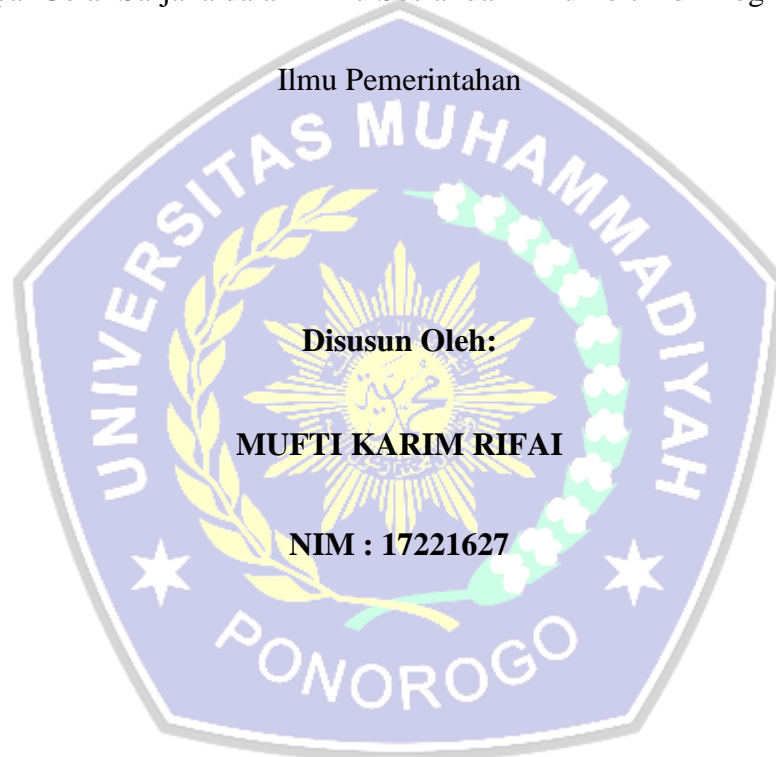 Ilmu Pemerintahan
UNIVERSITAS MUHAMMADIYAH
Disusun Oleh:
MUFTI KARIM RIFAI
NIM : 17221627
PONOROGO